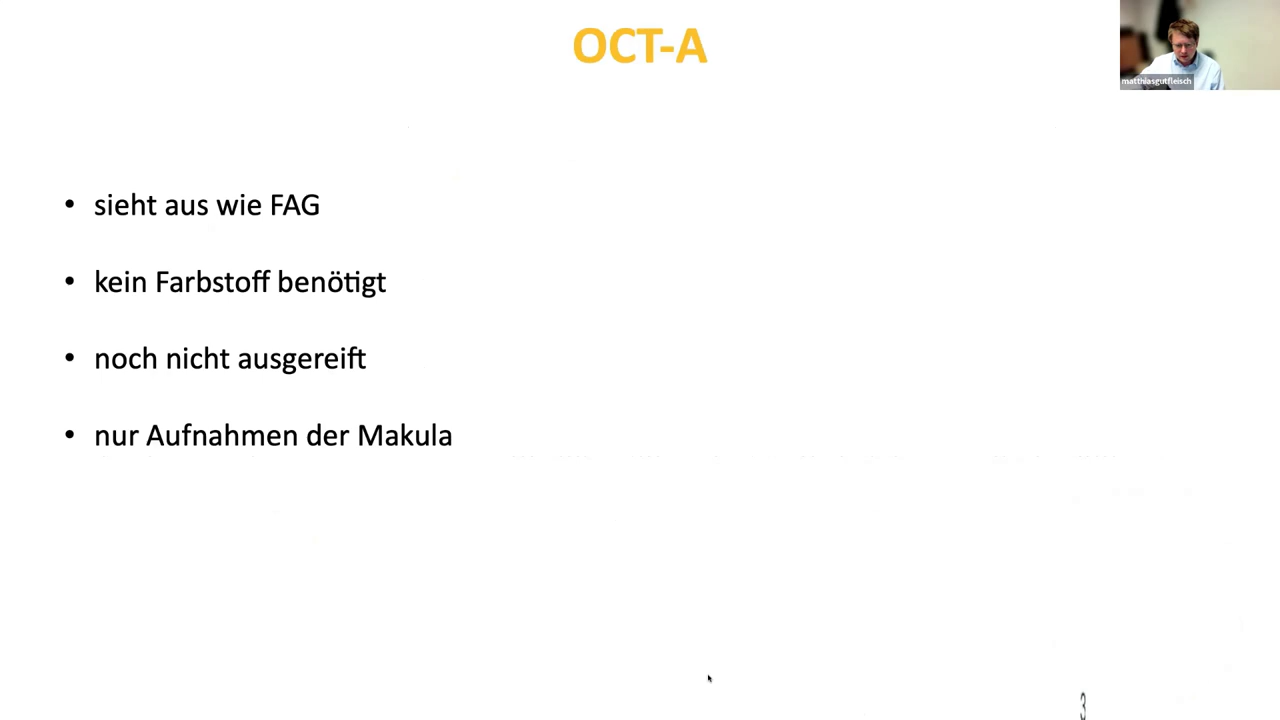 OCT-A
matthiasgutfleisch
• sieht aus wie FAG
• kein Farbstoff benötigt
• noch nicht ausgereift
• nur Aufnahmen der Makula
3